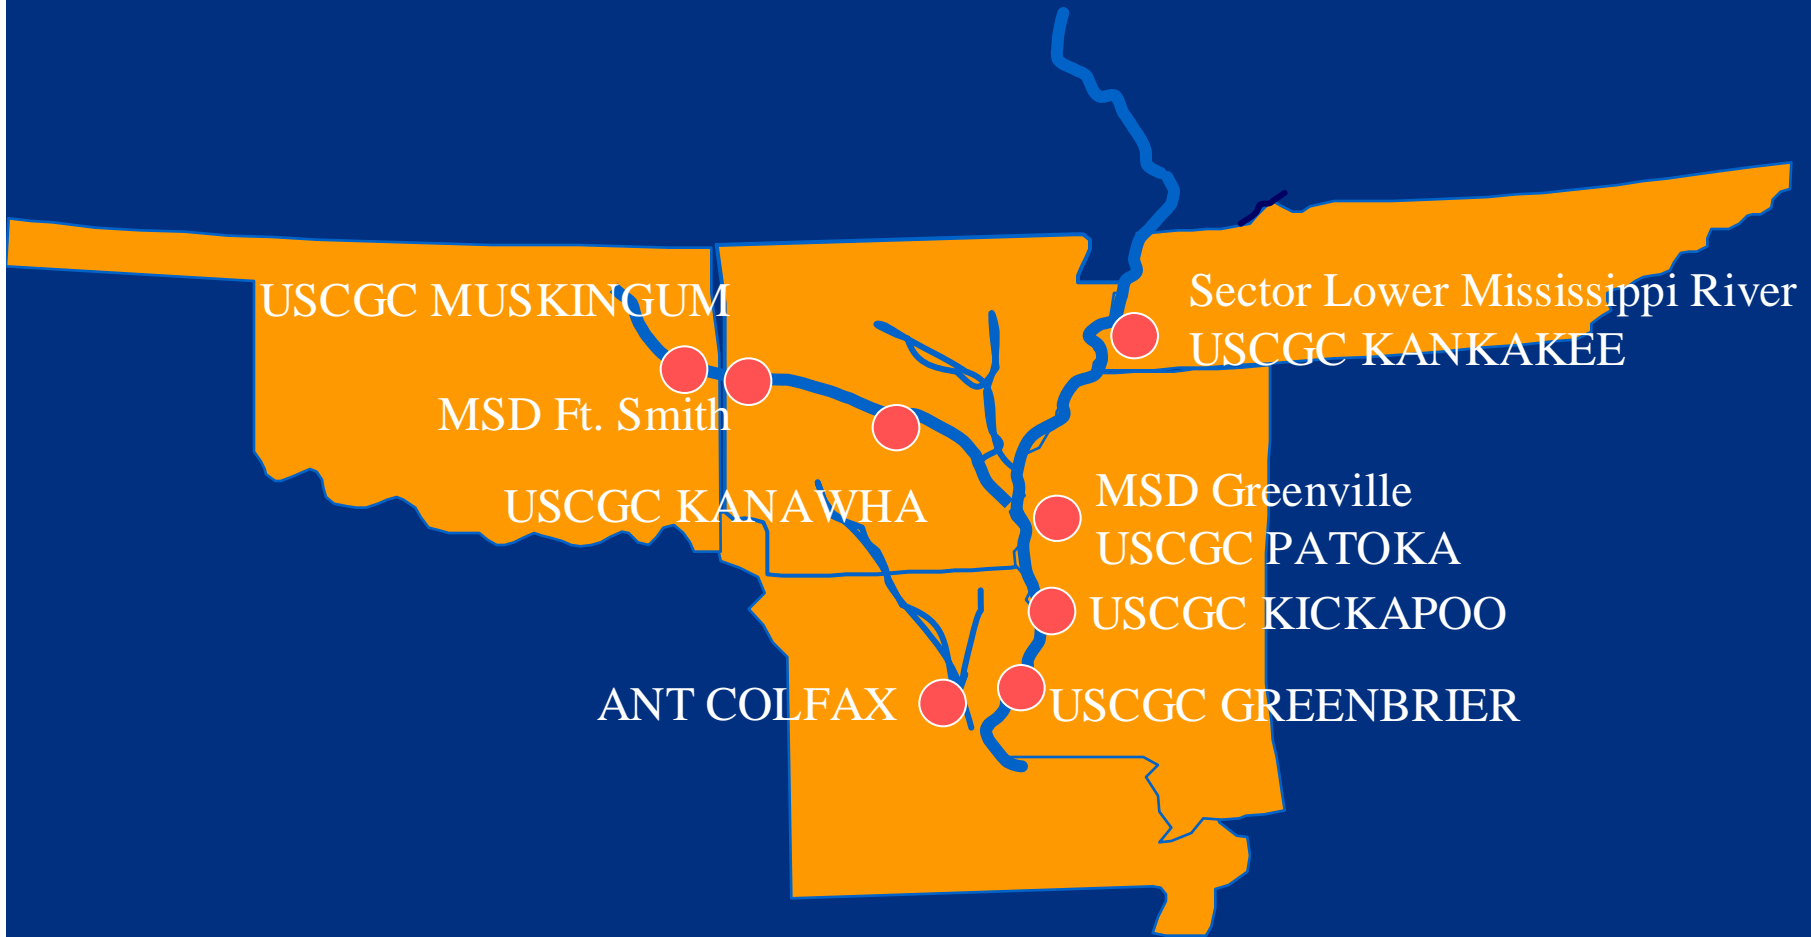 USCGC MUSKINGUM
Sector Lower Mississippi River
USCGC KANKAKEE
MSD Ft. Smith
USCGC KANAWHA
MSD Greenville
USCGC PATOKA
USCGC KICKAPOO
ANT COLFAX
USCGC GREENBRIER